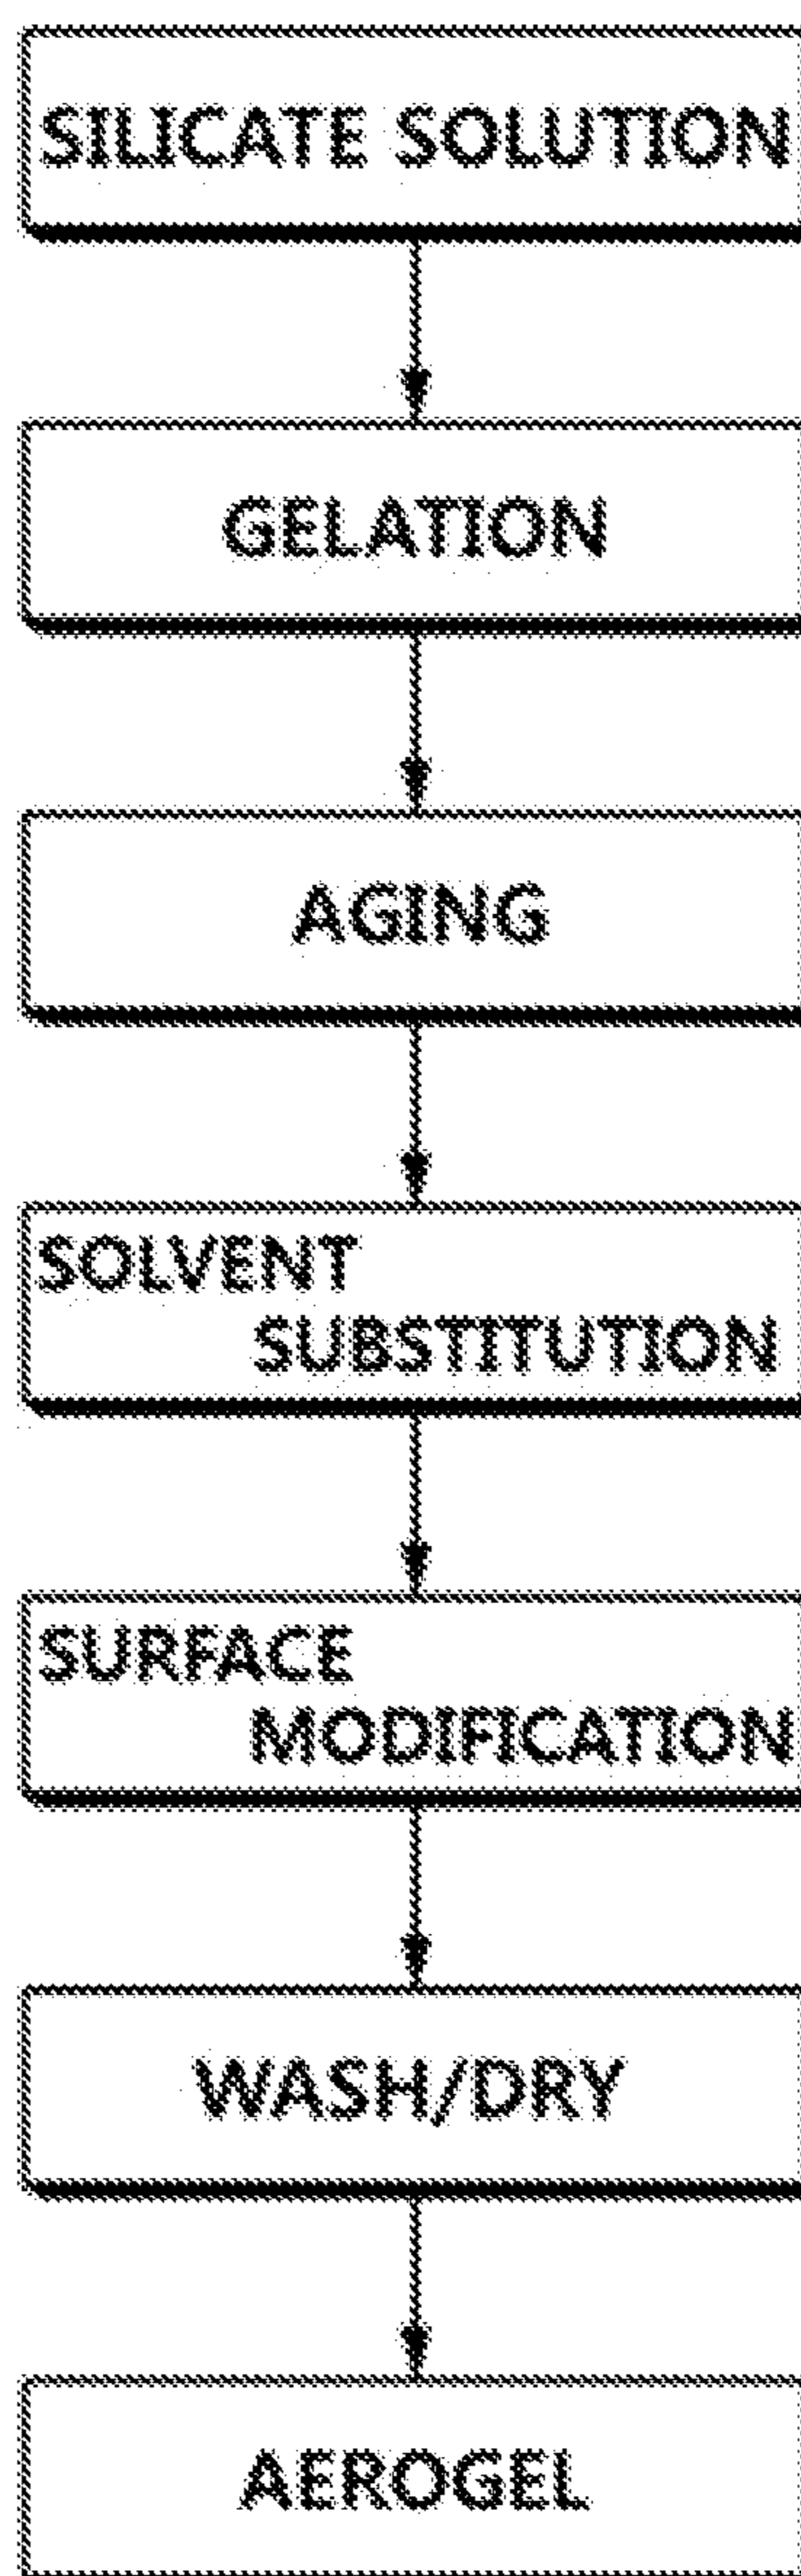 SILICATE SOLUTION
GELATION
AGING
SOLVENT
SUBSTITUTION
SURFACE
MODIFICATION
WASH/DRY
AEROGEL